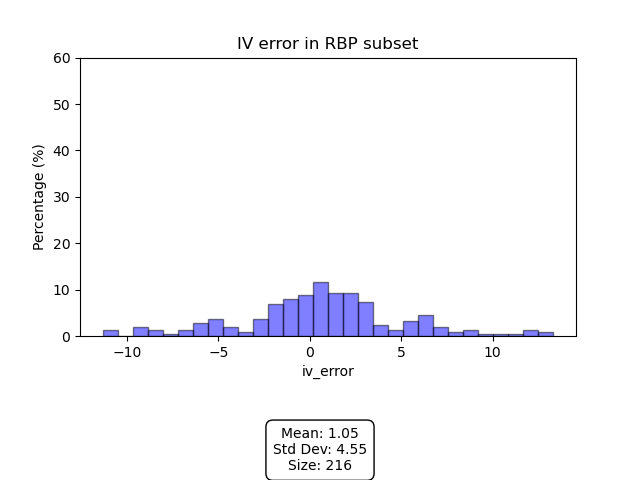 IV error in RBP subset
60
50
40
30
20
10
0
Percentage (%)
−10
−5
0
5
10
iv_error
Mean: 1.05
Std Dev: 4.55
Size: 216